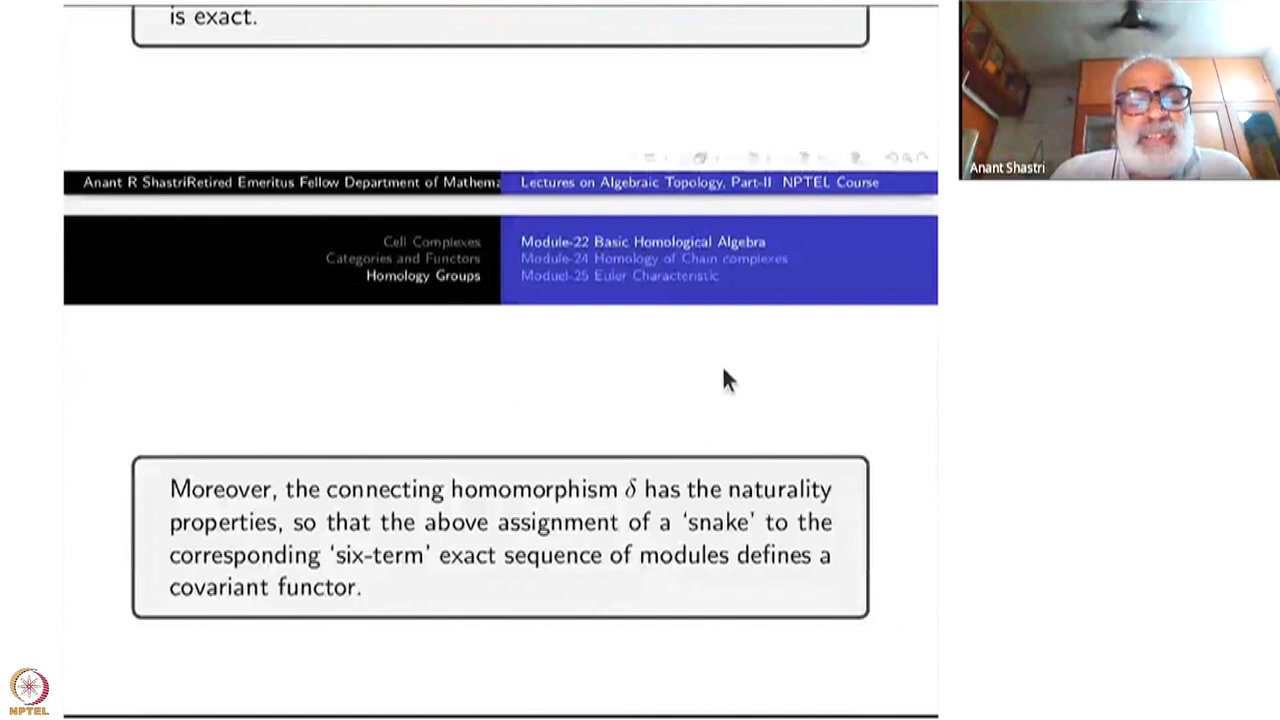 is exact.
Anant Shastri
Anant R ShastriRetired Emeritus Fellow Department of Mathema
Lectures on Algebraic Topology, Part-II NPTEL Course
Cell Complexes
Categories and Functors
Homology Groups
Module-22 Basic Homological Algebra
Module-24 Homology of Chain complexes
Moduel-25 Euler Characteristic
Moreover, the connecting homomorphism δ has the naturality
properties, so that the above assignment of a ‘snake’ to the
corresponding ‘six-term’ exact sequence of modules defines a
covariant functor.
NPTEL